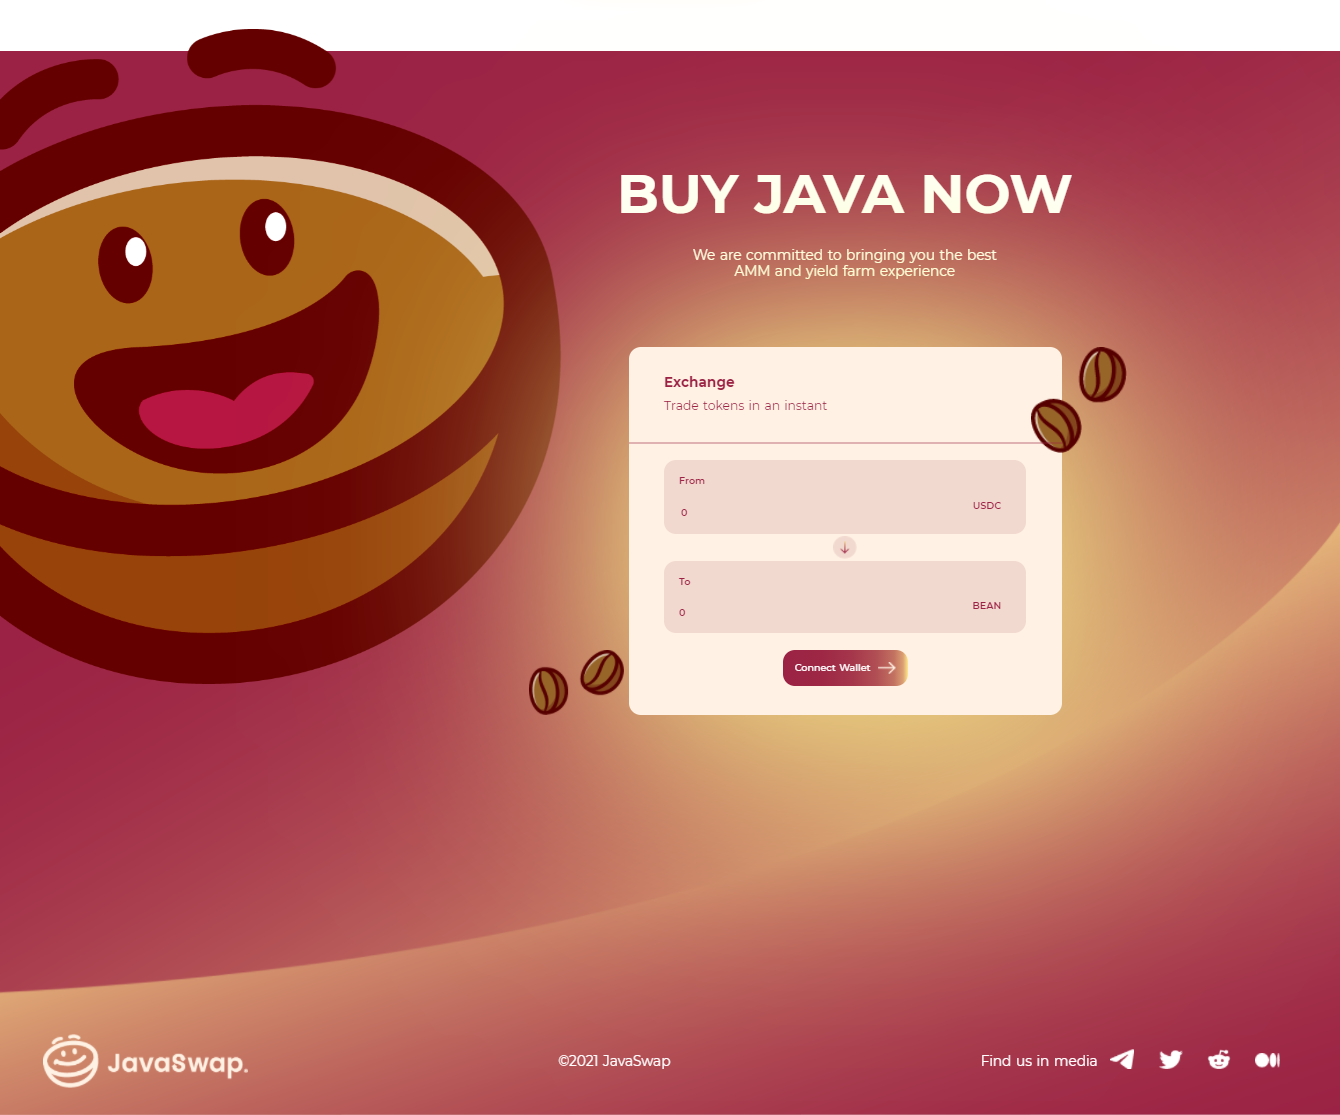 BUY JAVA NOW
We are committed to bringing you the best
AMM and yield farm experience
Exchange
Trade tokens in an instant
From
0
USDC
To
0
BEAN
Connect Wallet
JavaSwap.
©2021 JavaSwap
Find us in media